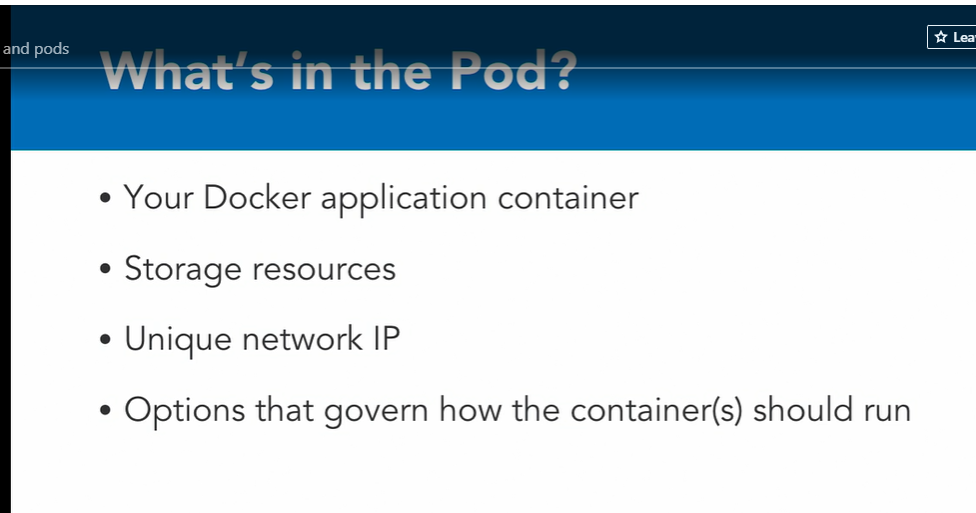 and pods
What's in the Pod?
• Your Docker application container
• Storage resources
• Unique network IP
• Options that govern how the container(s) should run